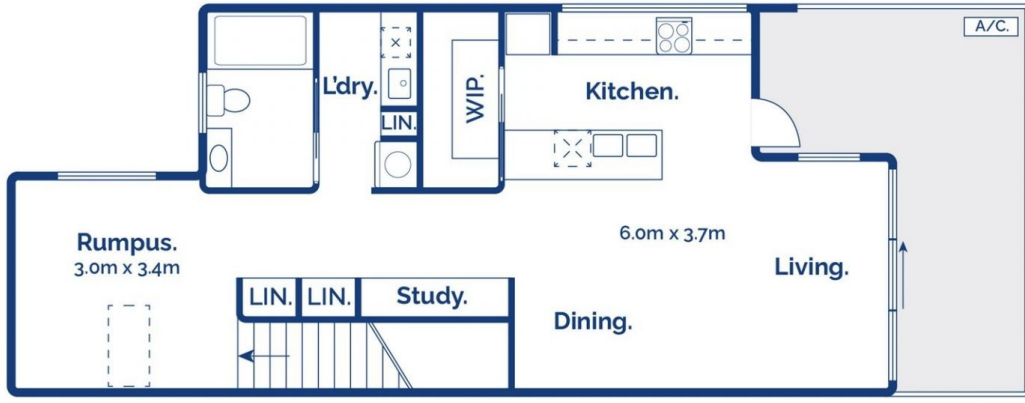 A/C.
L'dry.
WIP.
Kitchen.
LIN.
Rumpus.
3.0m x 3.4m
6.0m x 3.7m
Living.
LIN.
LIN.
Study.
Dining.